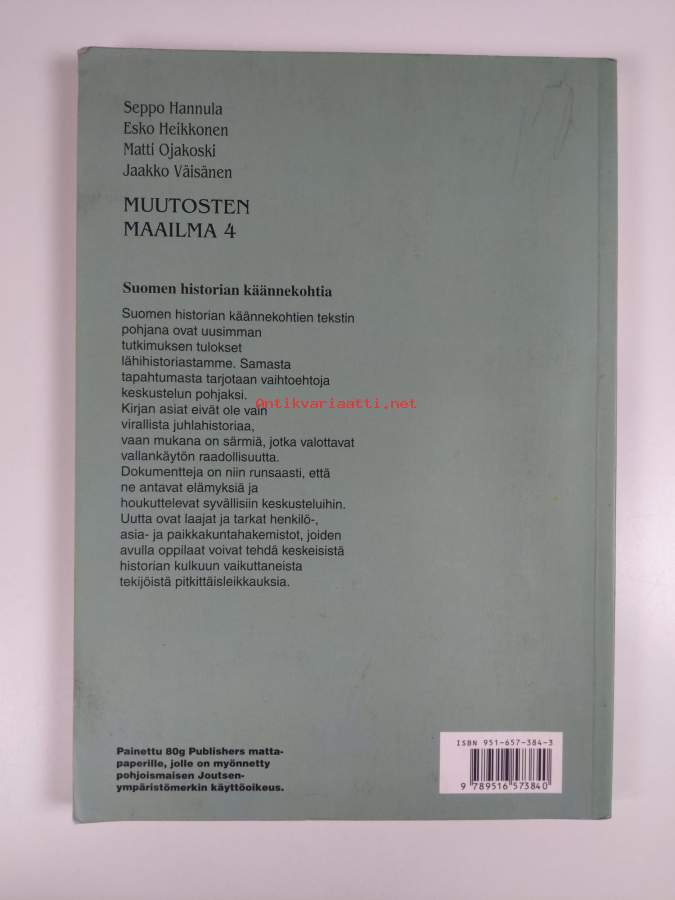 Seppo Hannula
Esko Heikkonen
Matti Ojakoski
Jaakko Väisänen
MUUTOSTEN
MAAILMA 4
Suomen historian käännekohtia
Suomen historian käännekohtien tekstin
pohjana ovat uusimman
tutkimuksen tulokset
lähihistoriastamme. Samasta
tapahtumasta tarjotaan vaihtoehtoja
keskustelun pohjaksi.
Antikvariaatti.net
Kirjan asiat eivät ole vain
virallista juhlahistoriaa,
vaan mukana on särmiä, jotka valottavat
vallankäytön raadollisuutta.
Dokumentteja on niin runsaasti, että
ne antavat elämyksiä ja
houkuttelevat syvällisiin keskusteluihin.
Uutta ovat laajat ja tarkat henkilö-,
asia- ja paikkakuntahakemistot, joiden
avulla oppilaat voivat tehdä keskeisistä
historian kulkuun vaikuttaneista
tekijöistä pitkittäisleikkauksia.
Painettu 80g Publishers matta-
paperille, jolle on myönnetty
pohjoismaisen Joutsen-
ympäristömerkin käyttöoikeus.
ISBN 951-657-384-3
9 789516 573840